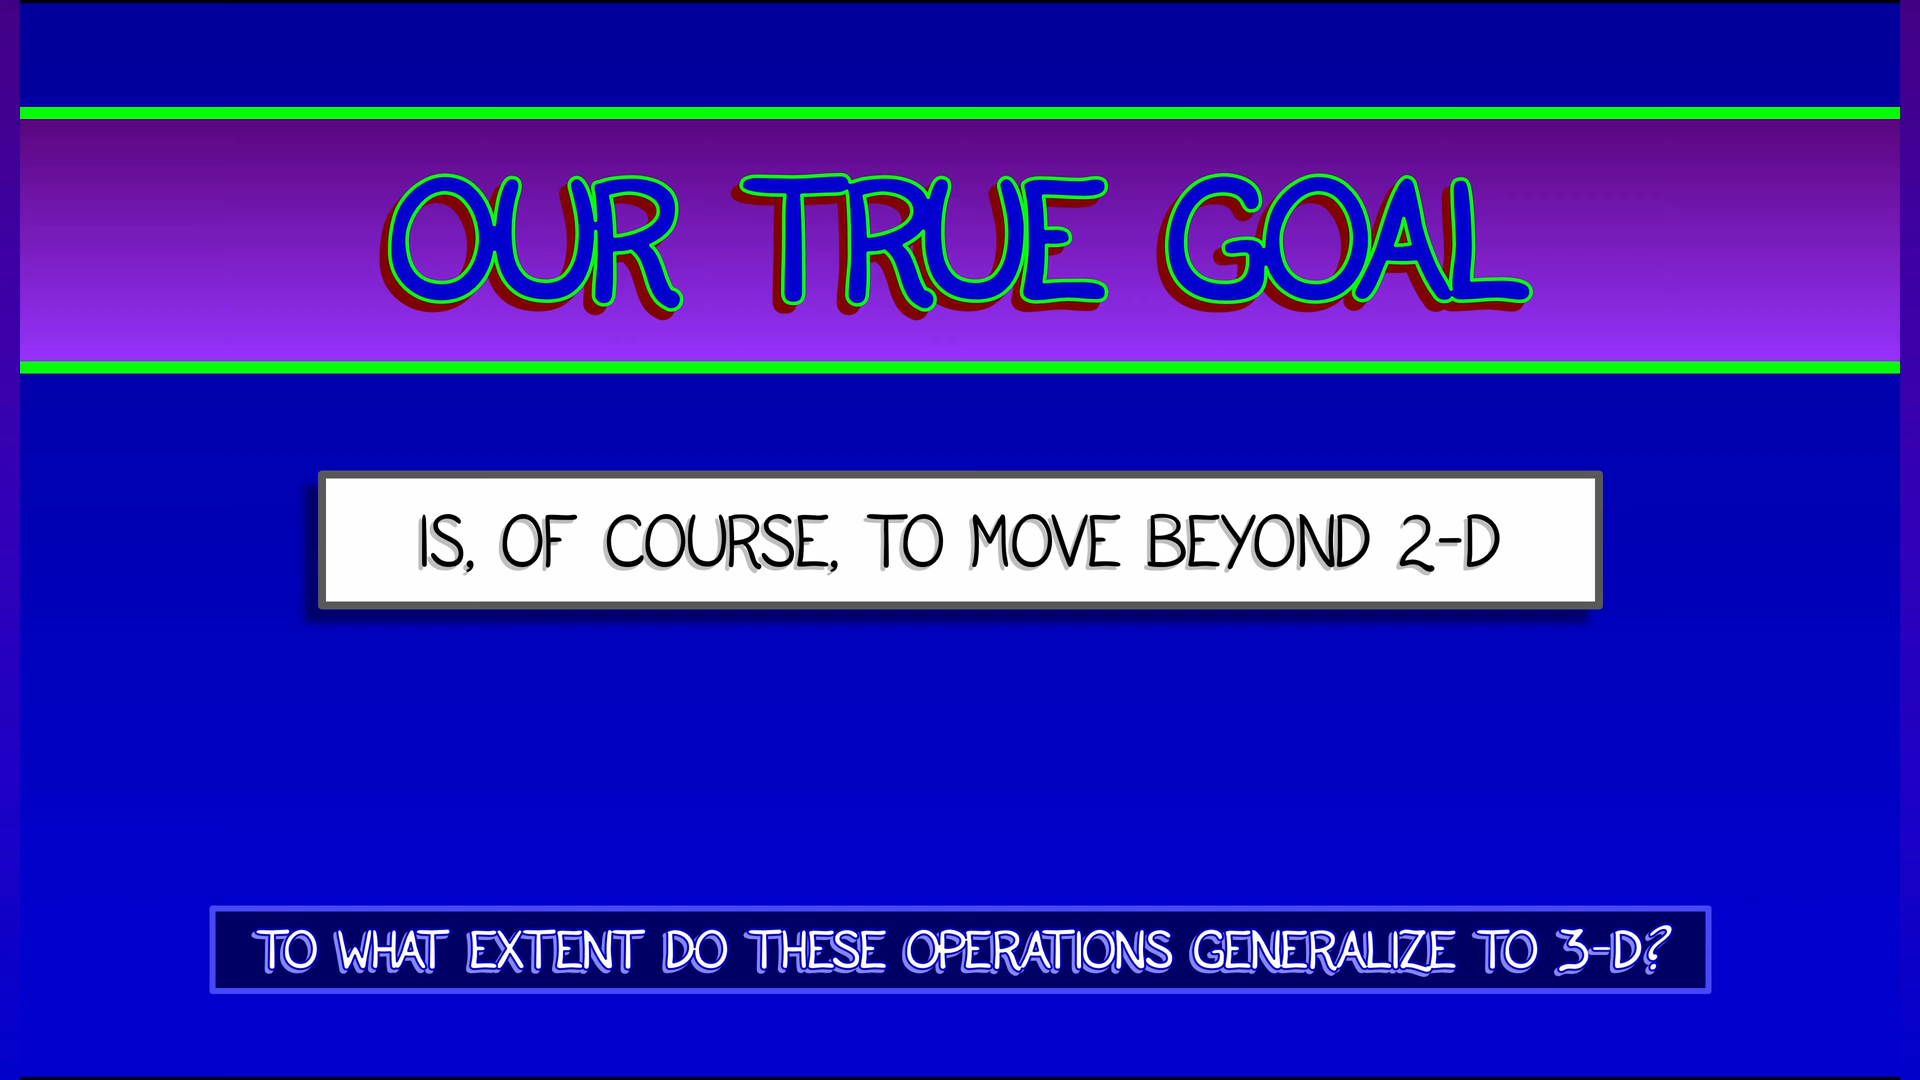 OUR TRUE GOAL
IS, OF COURSE, TO MOVE BEYOND 2-D
TO WHAT EXTENT DO THESE OPERATIONS GENERALIZE TO 3-D?